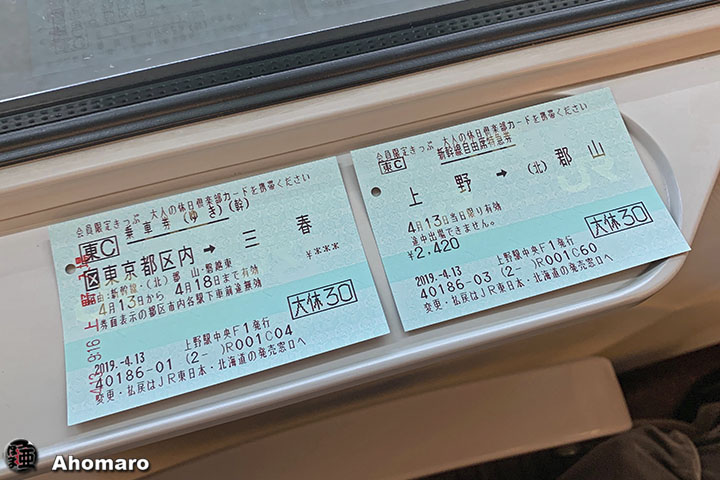 会員限定きっぷ 大人の休日倶楽部カードを携帯ください
東C 乗車券(ゆき)(幹)
区 東京都区内 → 三春
¥***
経由:新幹線・(北)郡山・磐越東
4月13日から 4月18日まで有効
券面表示の都区市内各駅下車前途無効
大休30
2019.-4.13 上野駅中央F1発行
40186-01 (2- )R001C04
変更・払戻はJR東日本・北海道の発売窓口へ
会員限定きっぷ 大人の休日倶楽部カードを携帯ください
東C 新幹線自由席特急券
上野 → (北)郡山
4月13日当日限り有効
途中出場できません。
¥2,420
大休30
2019.-4.13 上野駅中央F1発行
40186-03 (2- )R001C60
変更・払戻はJR東日本・北海道の発売窓口へ
Ahomaro